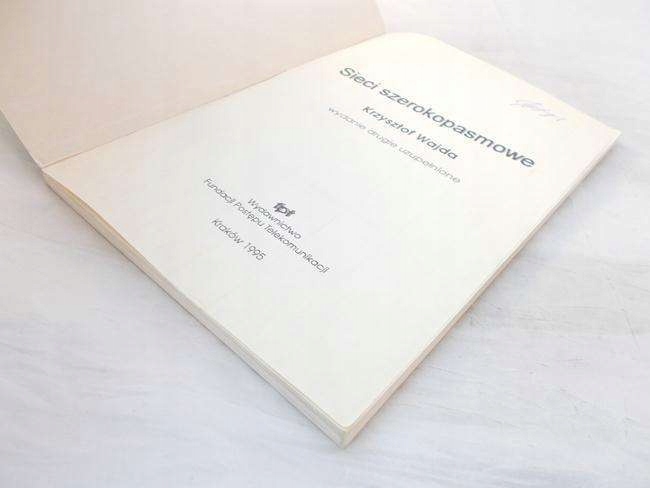 Sieci szerokopasmowe
Krzysztof Wajda
wydanie drugie uzupełnione
fpt
Wydawnictwo
Fundacji Postępu Telekomunikacji
Kraków 1995